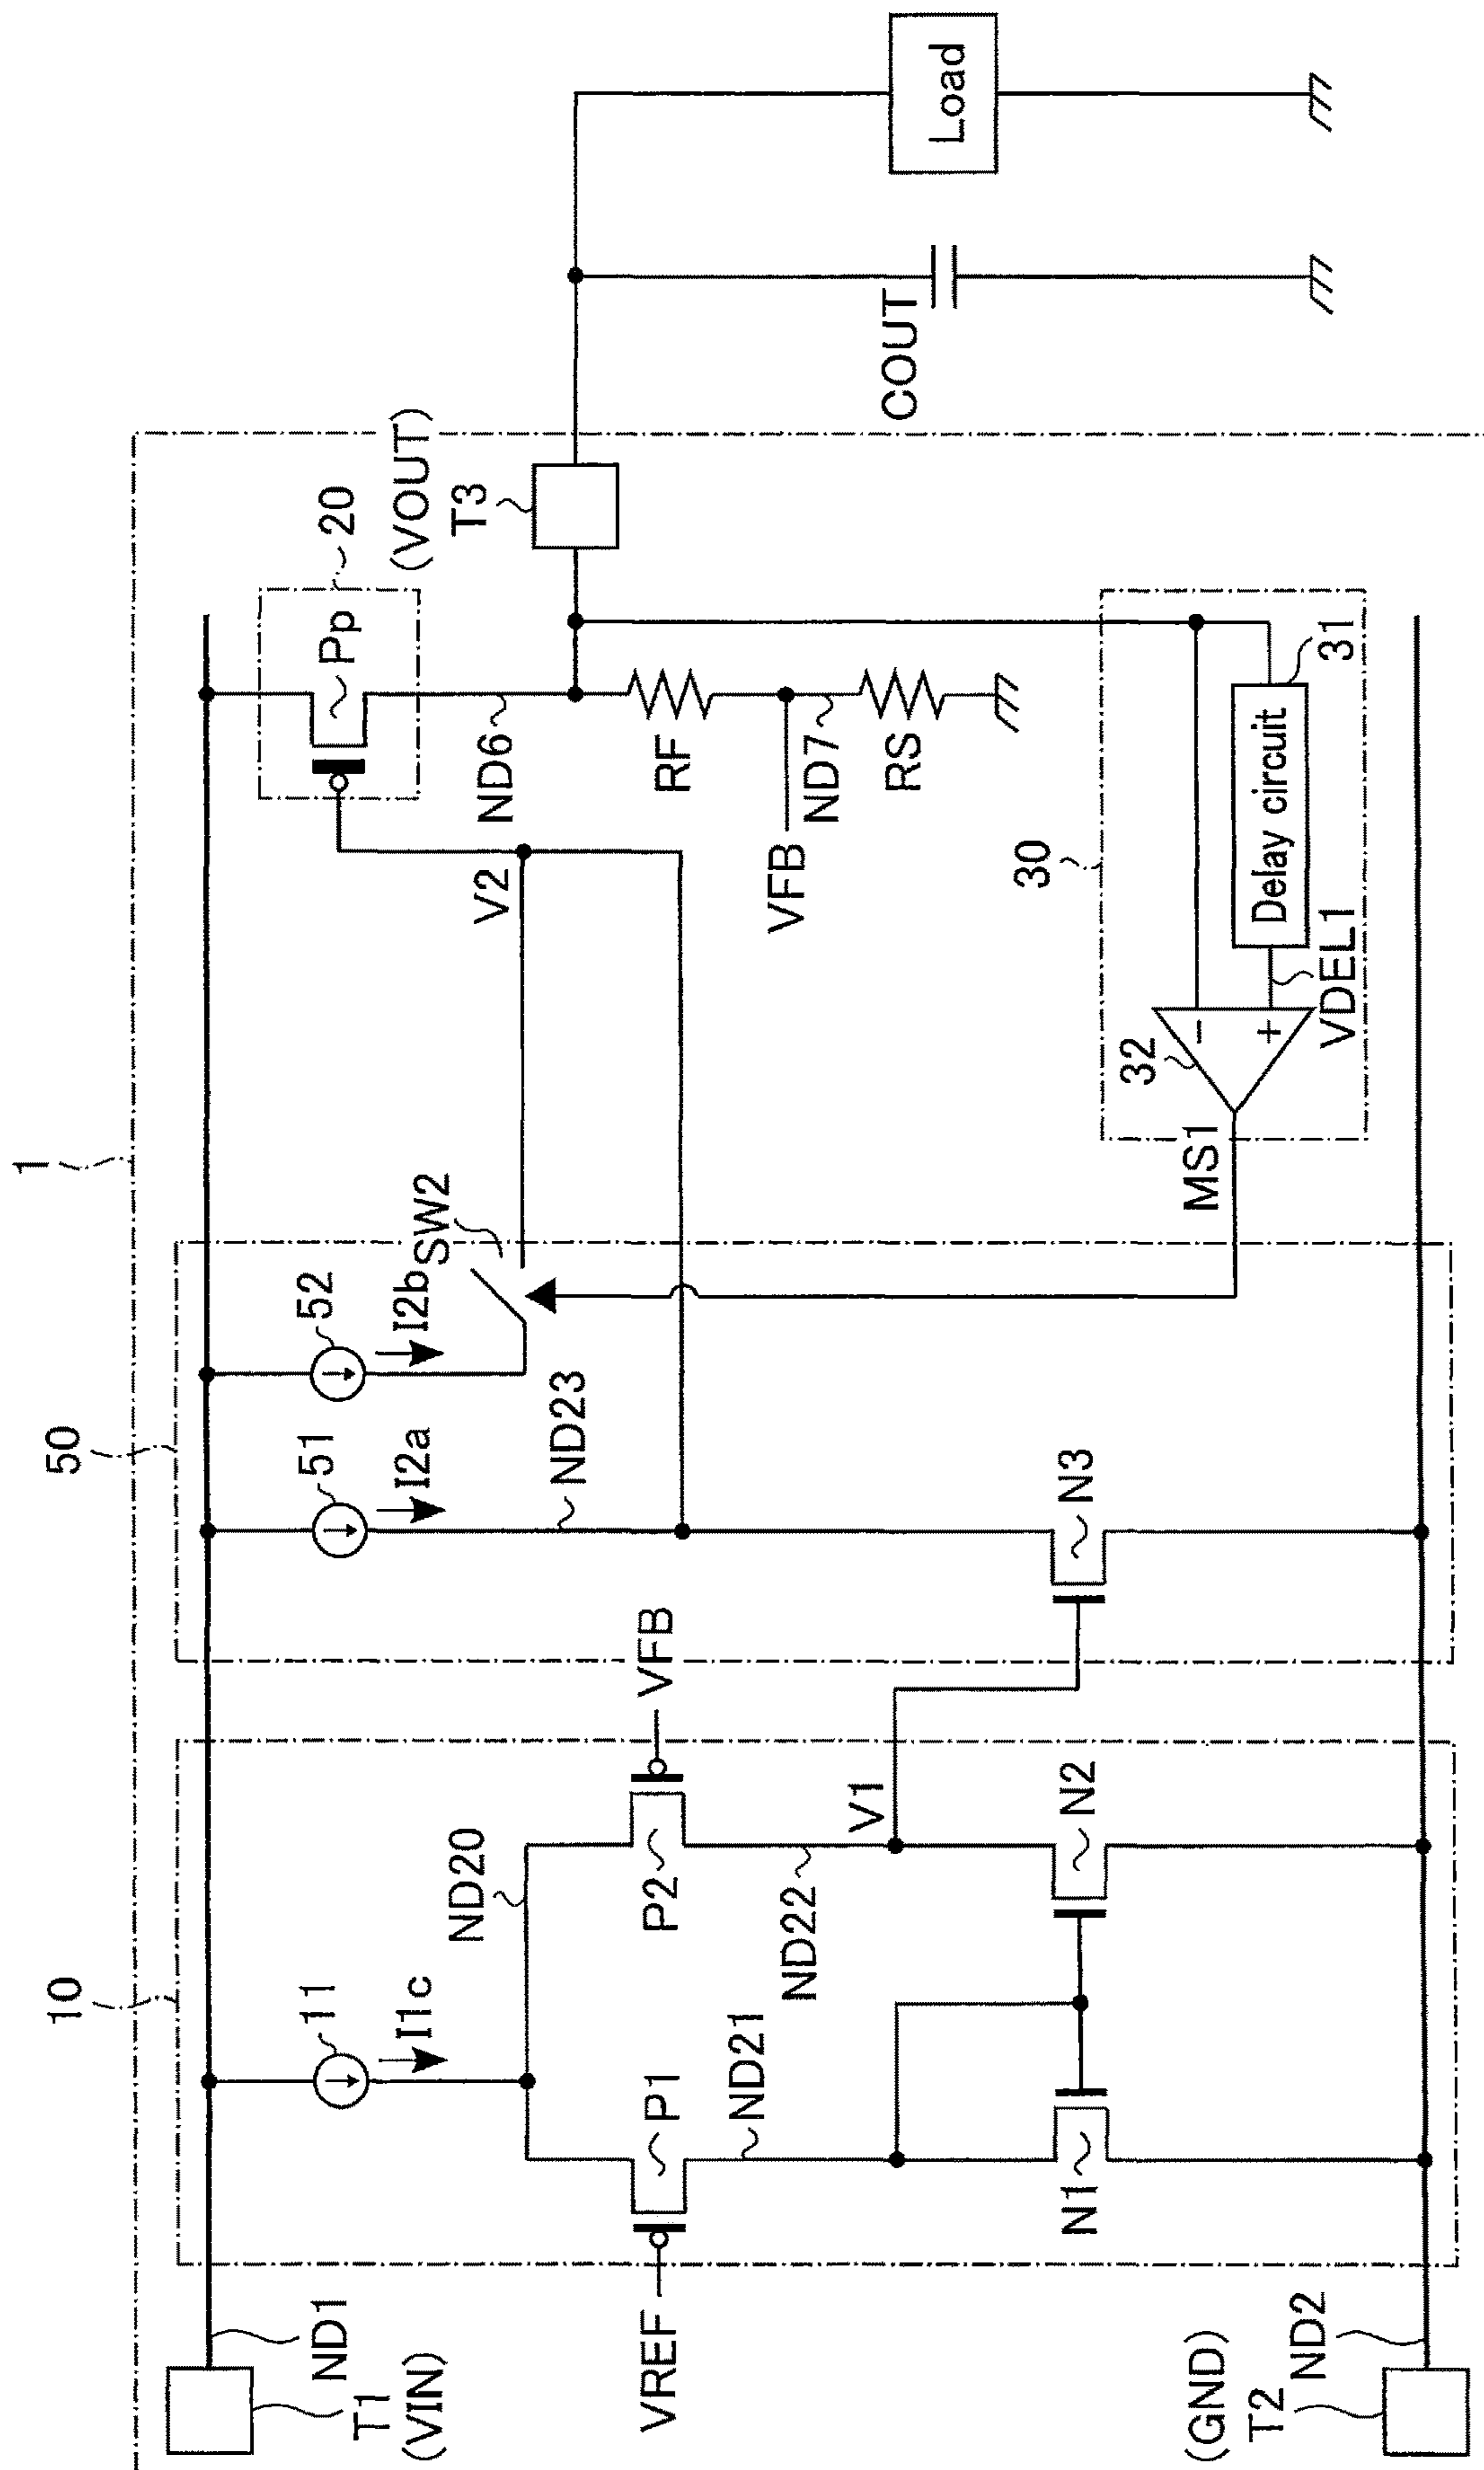 1
10
50
20
(VOUT)
T1
(VIN)
ND1
11
I1c
ND20
VREF
P1
P2
VFB
ND21
ND22
V1
N1
N2
51
I2a
52
I2b
SW2
ND23
N3
V2
Pp
ND6
T3
RF
VFB
ND7
RS
COUT
Load
30
MS1
32
−
+
VDEL1
Delay circuit
31
(GND)
T2
ND2